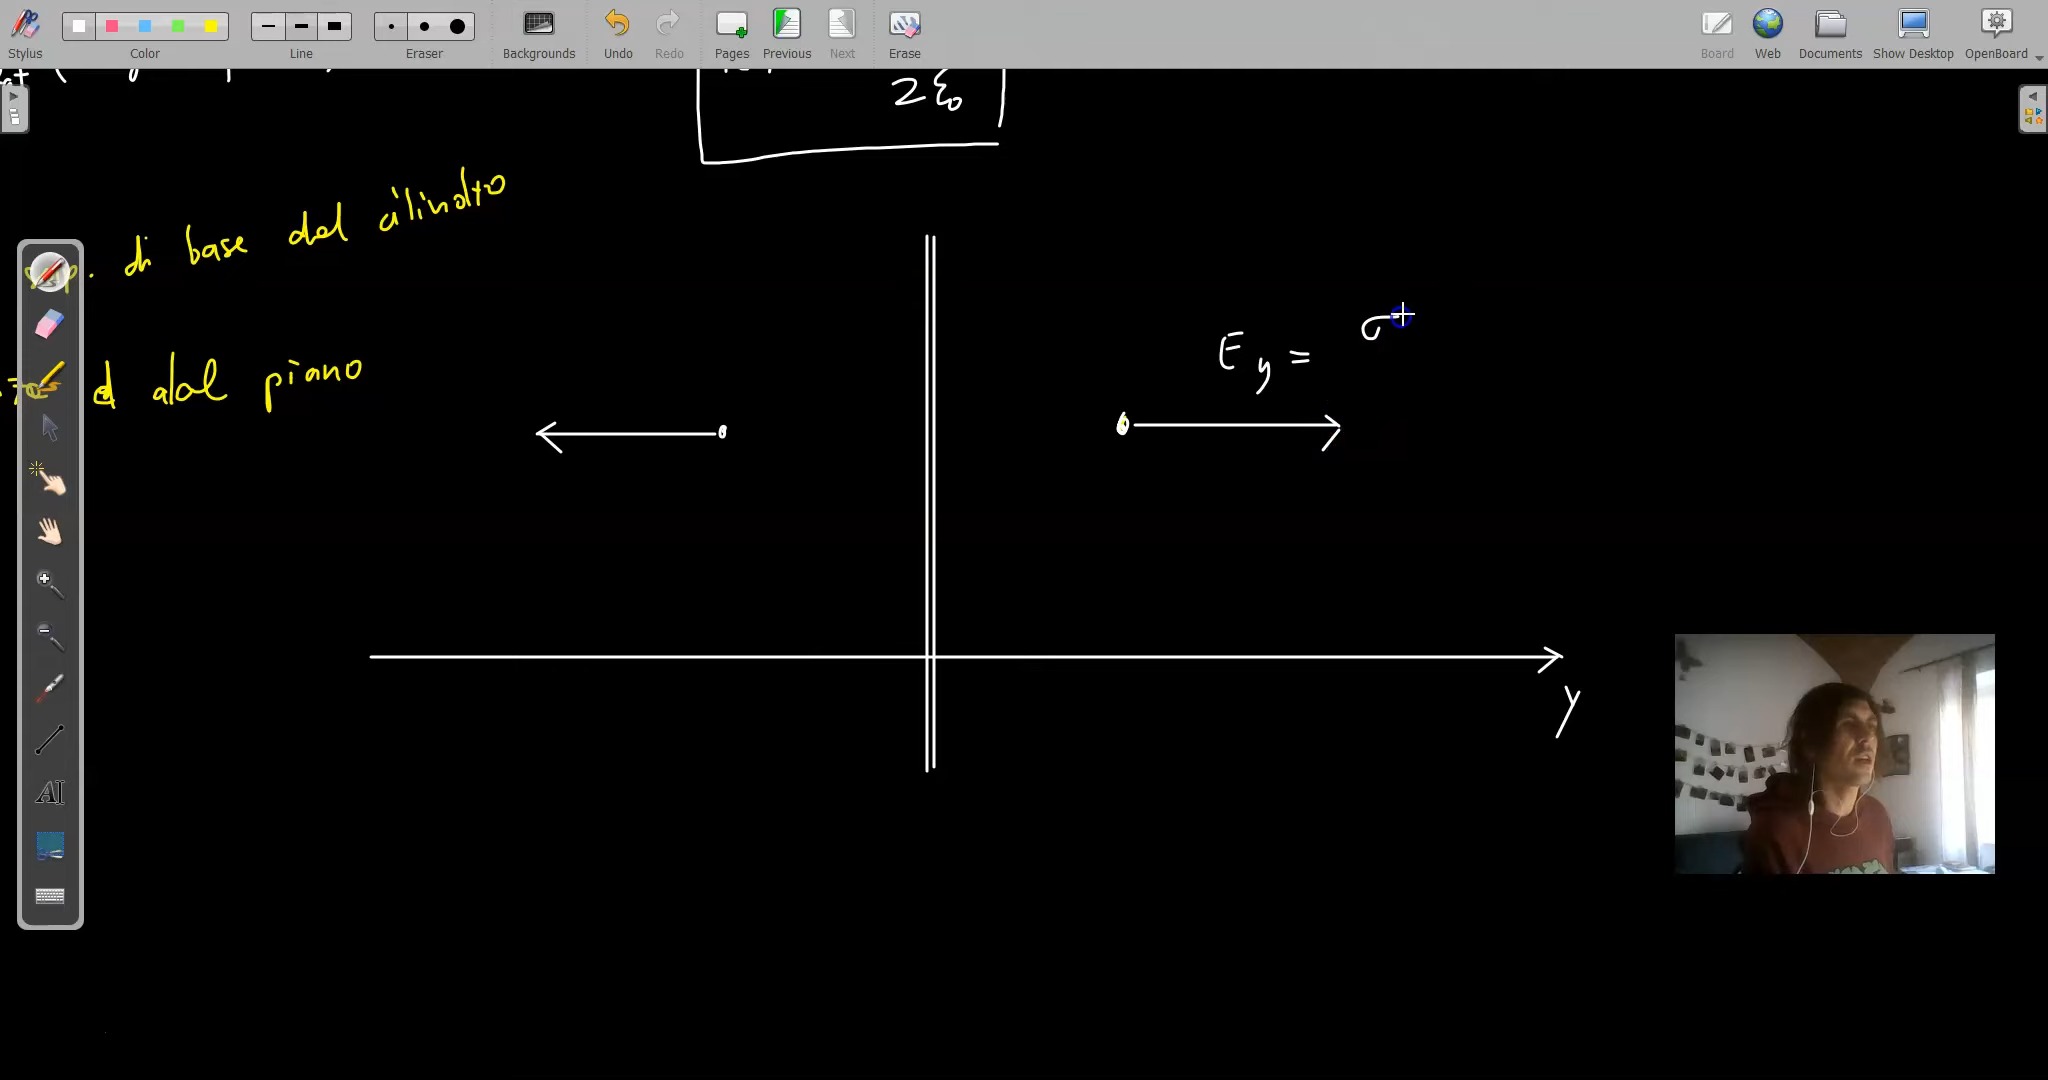 Stylus Color Line Eraser Backgrounds Undo Redo Pages Previous Next Erase Board Web Documents Show Desktop OpenBoard
2ε₀
di base del cilindro
d dal piano
E_y = σ
y
AI